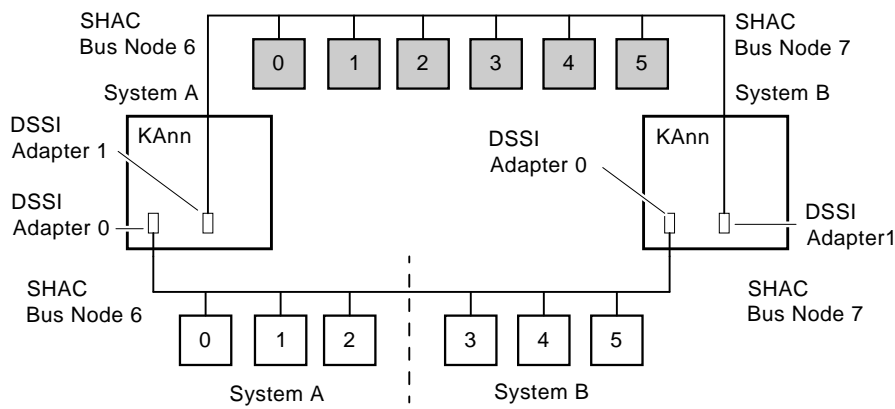 SHAC
Bus Node 6
0
1
2
3
4
5
SHAC
Bus Node 7
System A
System B
DSSI
Adapter 1
KAnn
DSSI
Adapter 0
KAnn
DSSI
Adapter 0
DSSI
Adapter1
SHAC
Bus Node 6
0
1
2
3
4
5
SHAC
Bus Node 7
System A
System B